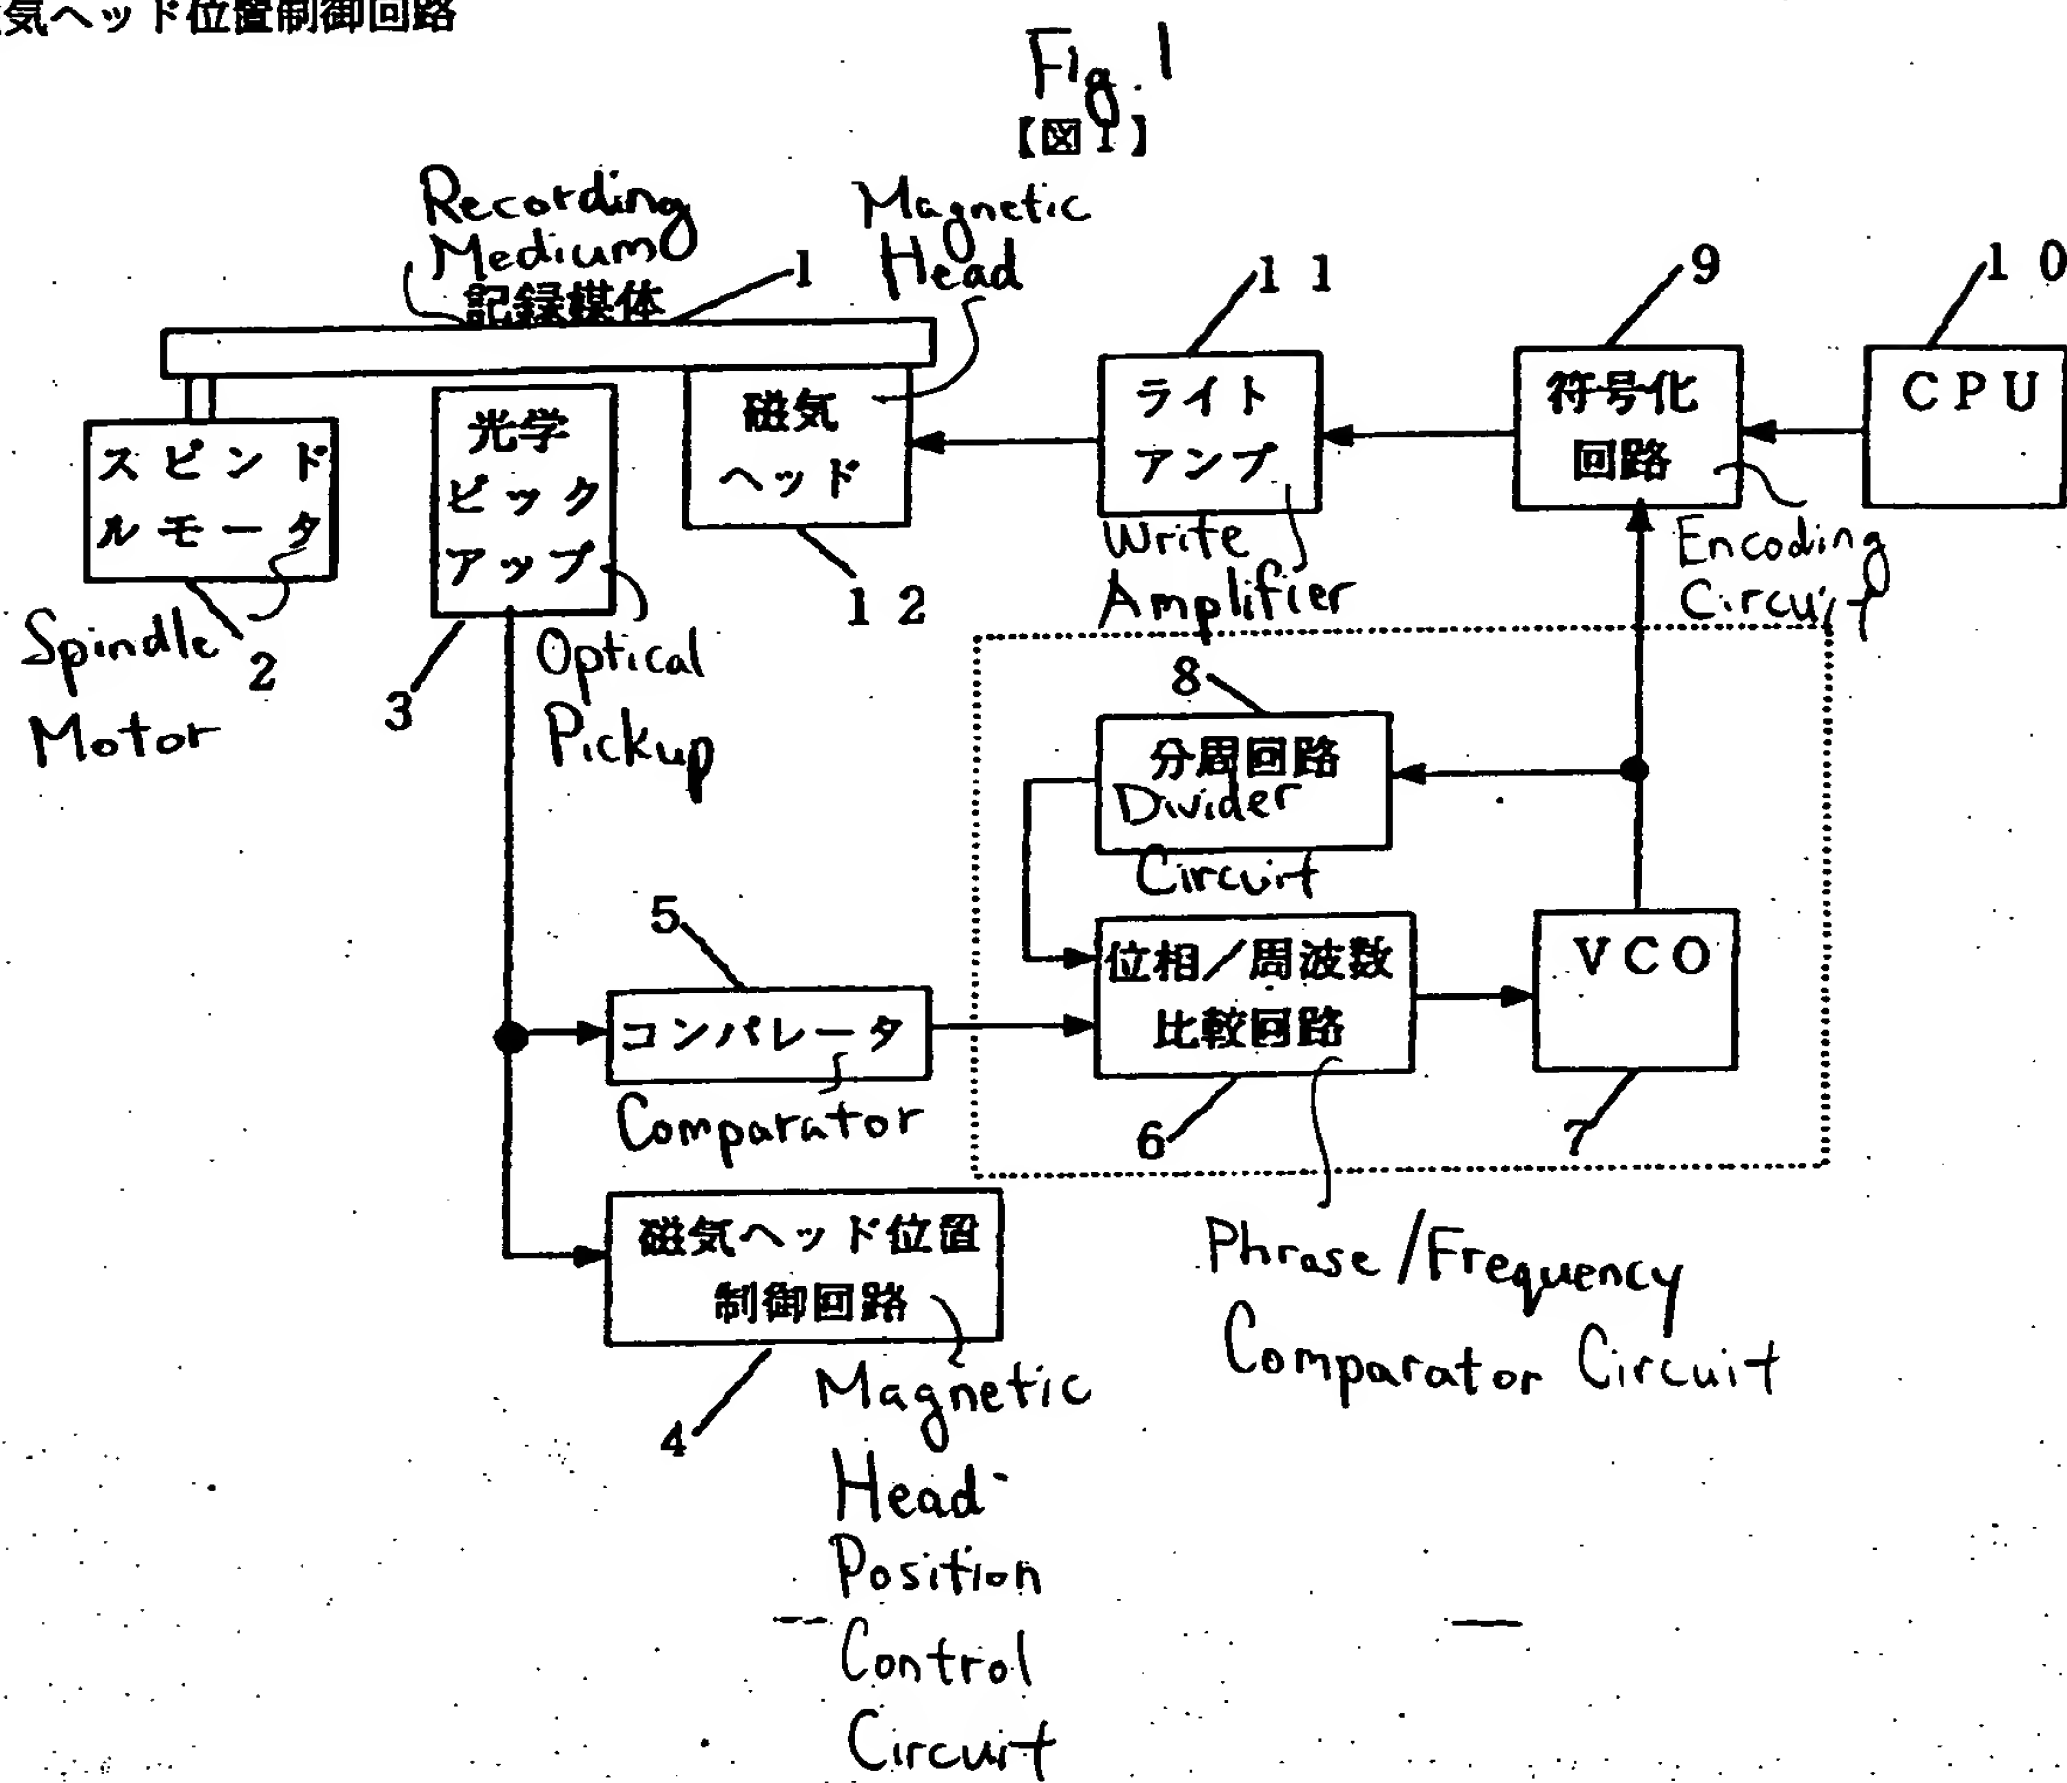 気ヘッド位置制御回路
Fig. 1
【図1】
Recording
Medium
記録媒体
1
Magnetic
Head
1 1
9
1 0
スピンド
ルモータ
光学
ピック
アップ
磁気
ヘッド
ライト
アンプ
符号化
回路
CPU
Spindle
Motor
2
3
Optical
Pickup
1 2
Write
Amplifier
Encoding
Circuit
8
分周回路
Divider
Circuit
5
コンパレータ
Comparator
位相/周波数
比較回路
VCO
6
7
磁気ヘッド位置
制御回路
Phrase/Frequency
Comparator Circuit
4
Magnetic
Head
Position
Control
Circuit